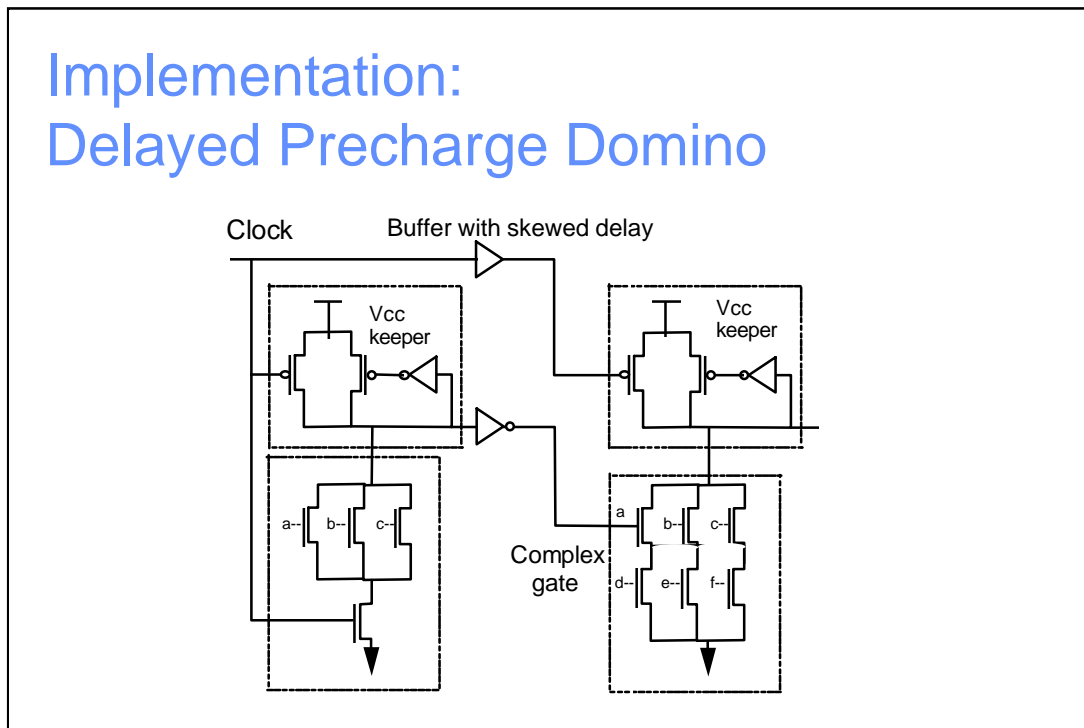 Implementation:
Delayed Precharge Domino
Clock
Buffer with skewed delay
Vcc
keeper
Vcc
keeper
a--
b--
c--
a
b--
c--
Complex
gate
d--
e--
f--